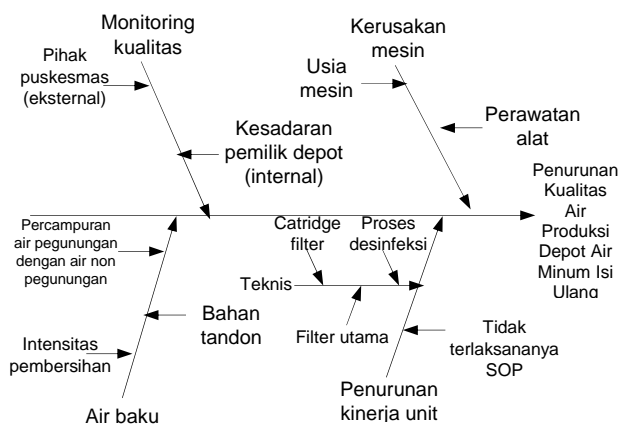 Monitoring
kualitas
Kerusakan
mesin
Pihak
puskesmas
(eksternal)
Usia
mesin
Kesadaran
pemilik depot
(internal)
Perawatan
alat
Penurunan
Kualitas
Air
Produksi
Depot Air
Minum Isi
Ulang
Percampuran
air pegunungan
dengan air non
pegunungan
Catridge
filter
Proses
desinfeksi
Teknis
Filter utama
Bahan
tandon
Intensitas
pembersihan
Tidak
terlaksananya
SOP
Air baku
Penurunan
kinerja unit